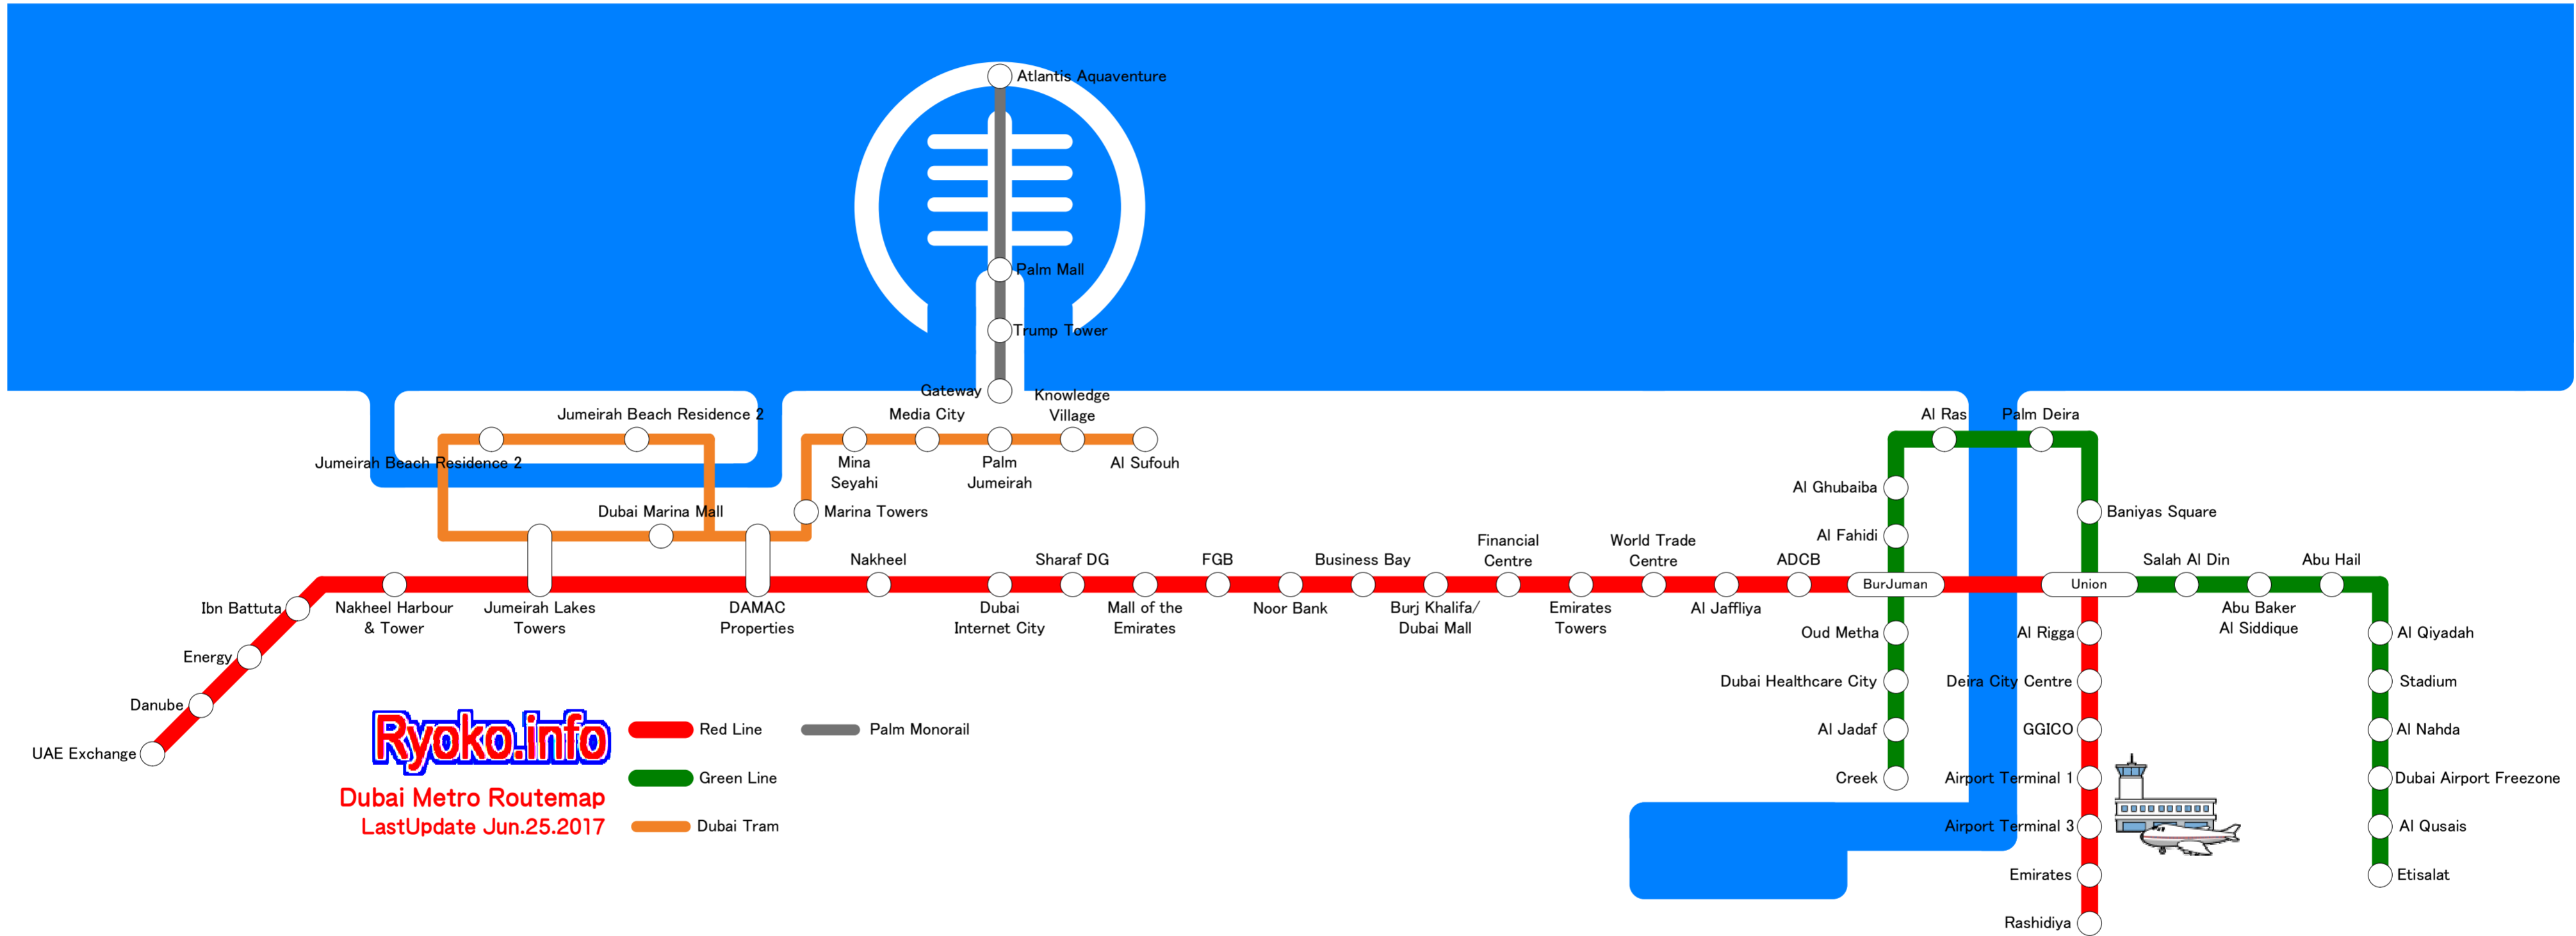 Atlantis Aquaventure
Palm Mall
Trump Tower
Gateway
Knowledge
Village
Media City
Jumeirah Beach Residence 2
Jumeirah Beach Residence 2
Mina
Seyahi
Palm
Jumeirah
Al Sufouh
Dubai Marina Mall
Marina Towers
Al Ras
Palm Deira
Al Ghubaiba
Al Fahidi
Baniyas Square
Nakheel
Sharaf DG
FGB
Business Bay
Financial
Centre
World Trade
Centre
ADCB
BurJuman
Union
Salah Al Din
Abu Hail
Ibn Battuta
Nakheel Harbour
& Tower
Jumeirah Lakes
Towers
DAMAC
Properties
Dubai
Internet City
Mall of the
Emirates
Noor Bank
Burj Khalifa/
Dubai Mall
Emirates
Towers
Al Jaffliya
Abu Baker
Al Siddique
Energy
Danube
UAE Exchange
Oud Metha
Dubai Healthcare City
Al Jadaf
Creek
Al Rigga
Deira City Centre
GGICO
Airport Terminal 1
Airport Terminal 3
Emirates
Rashidiya
Al Qiyadah
Stadium
Al Nahda
Dubai Airport Freezone
Al Qusais
Etisalat
Ryoko.info
Dubai Metro Routemap
LastUpdate Jun.25.2017
Red Line
Green Line
Dubai Tram
Palm Monorail